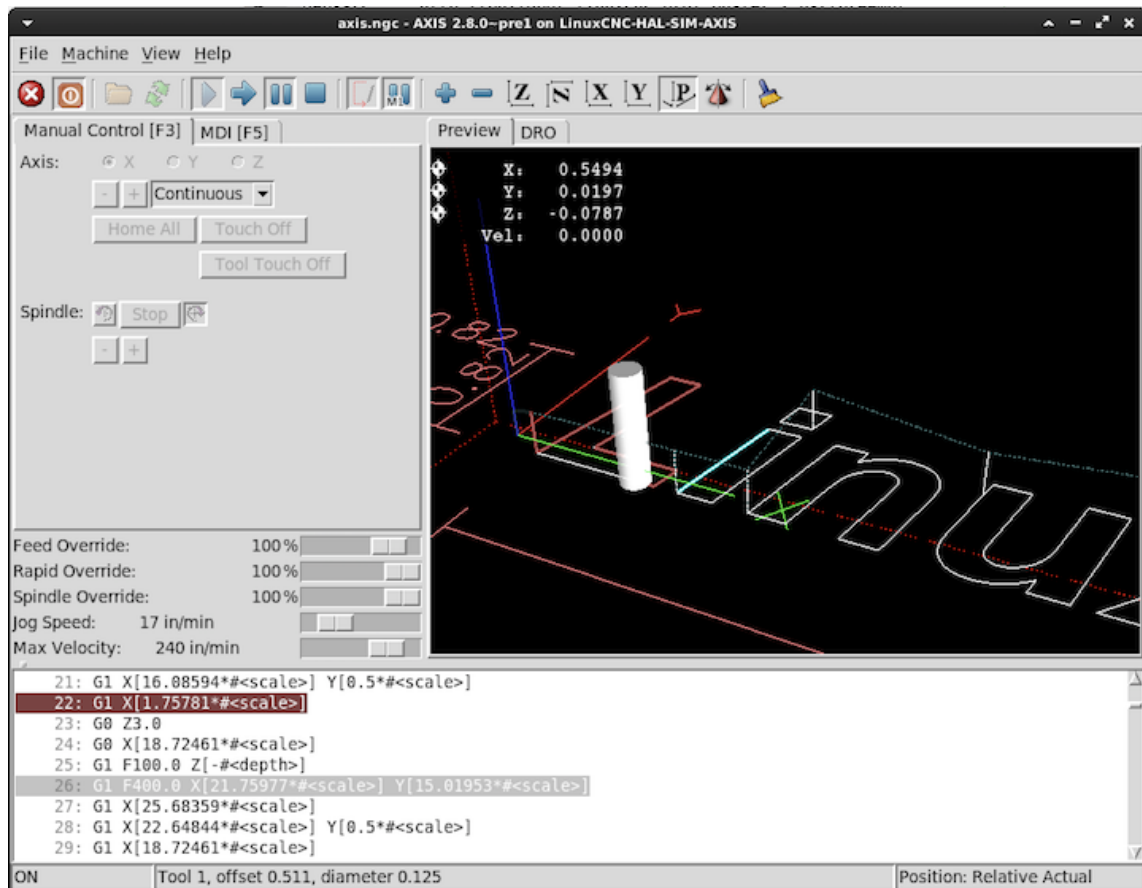 axis.ngc - AXIS 2.8.0~pre1 on LinuxCNC-HAL-SIM-AXIS
File Machine View Help
Z N X Y P
Manual Control [F3] MDI [F5]
Preview DRO
Axis: X Y Z
- + Continuous
Home All Touch Off
Tool Touch Off
Spindle: Stop
- +
X: 0.5494
Y: 0.0197
Z: -0.0787
Vel: 0.0000
Y
X
Linu
Feed Override: 100%
Rapid Override: 100%
Spindle Override: 100%
Jog Speed: 17 in/min
Max Velocity: 240 in/min
21: G1 X[16.08594*#<scale>] Y[0.5*#<scale>]
22: G1 X[1.75781*#<scale>]
23: G0 Z3.0
24: G0 X[18.72461*#<scale>]
25: G1 F100.0 Z[-#<depth>]
26: G1 F400.0 X[21.75977*#<scale>] Y[15.01953*#<scale>]
27: G1 X[25.68359*#<scale>]
28: G1 X[22.64844*#<scale>] Y[0.5*#<scale>]
29: G1 X[18.72461*#<scale>]
ON
Tool 1, offset 0.511, diameter 0.125
Position: Relative Actual